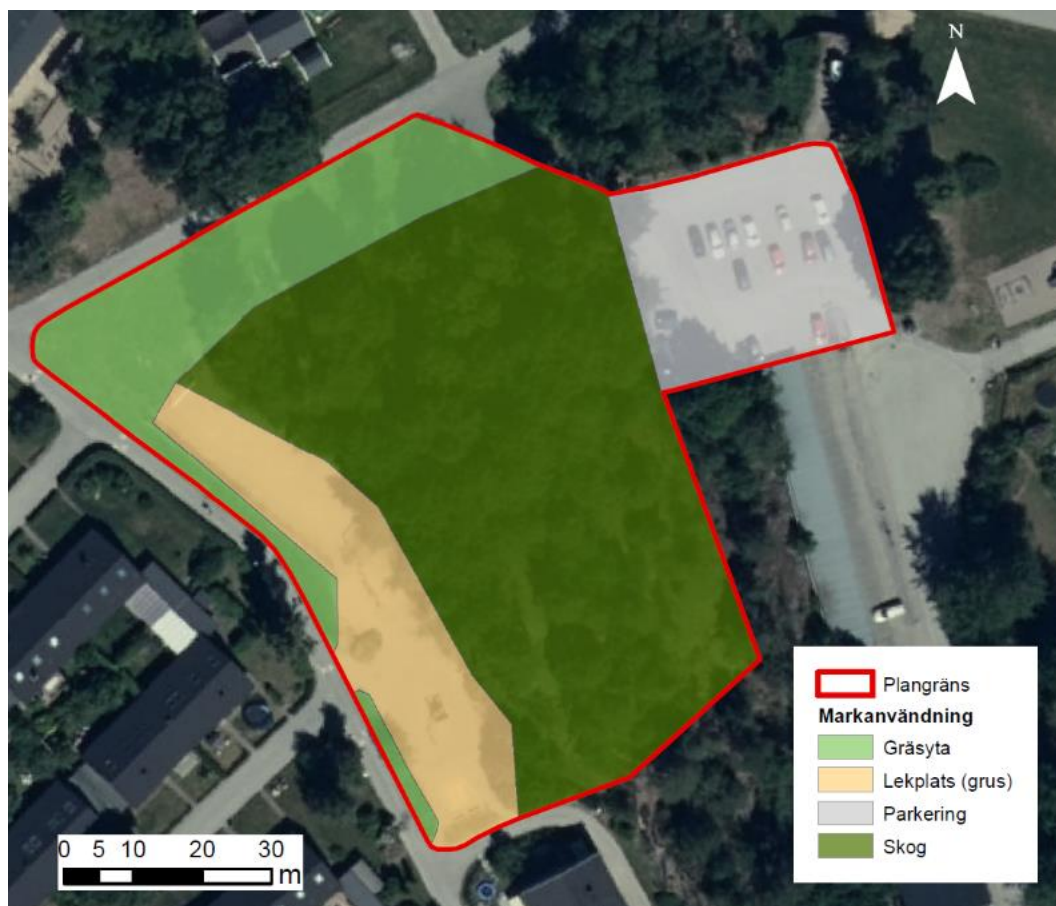 N
Plangräns
Markanvändning
Gräsyta
Lekplats (grus)
Parkering
Skog
0 5 10 20 30
m